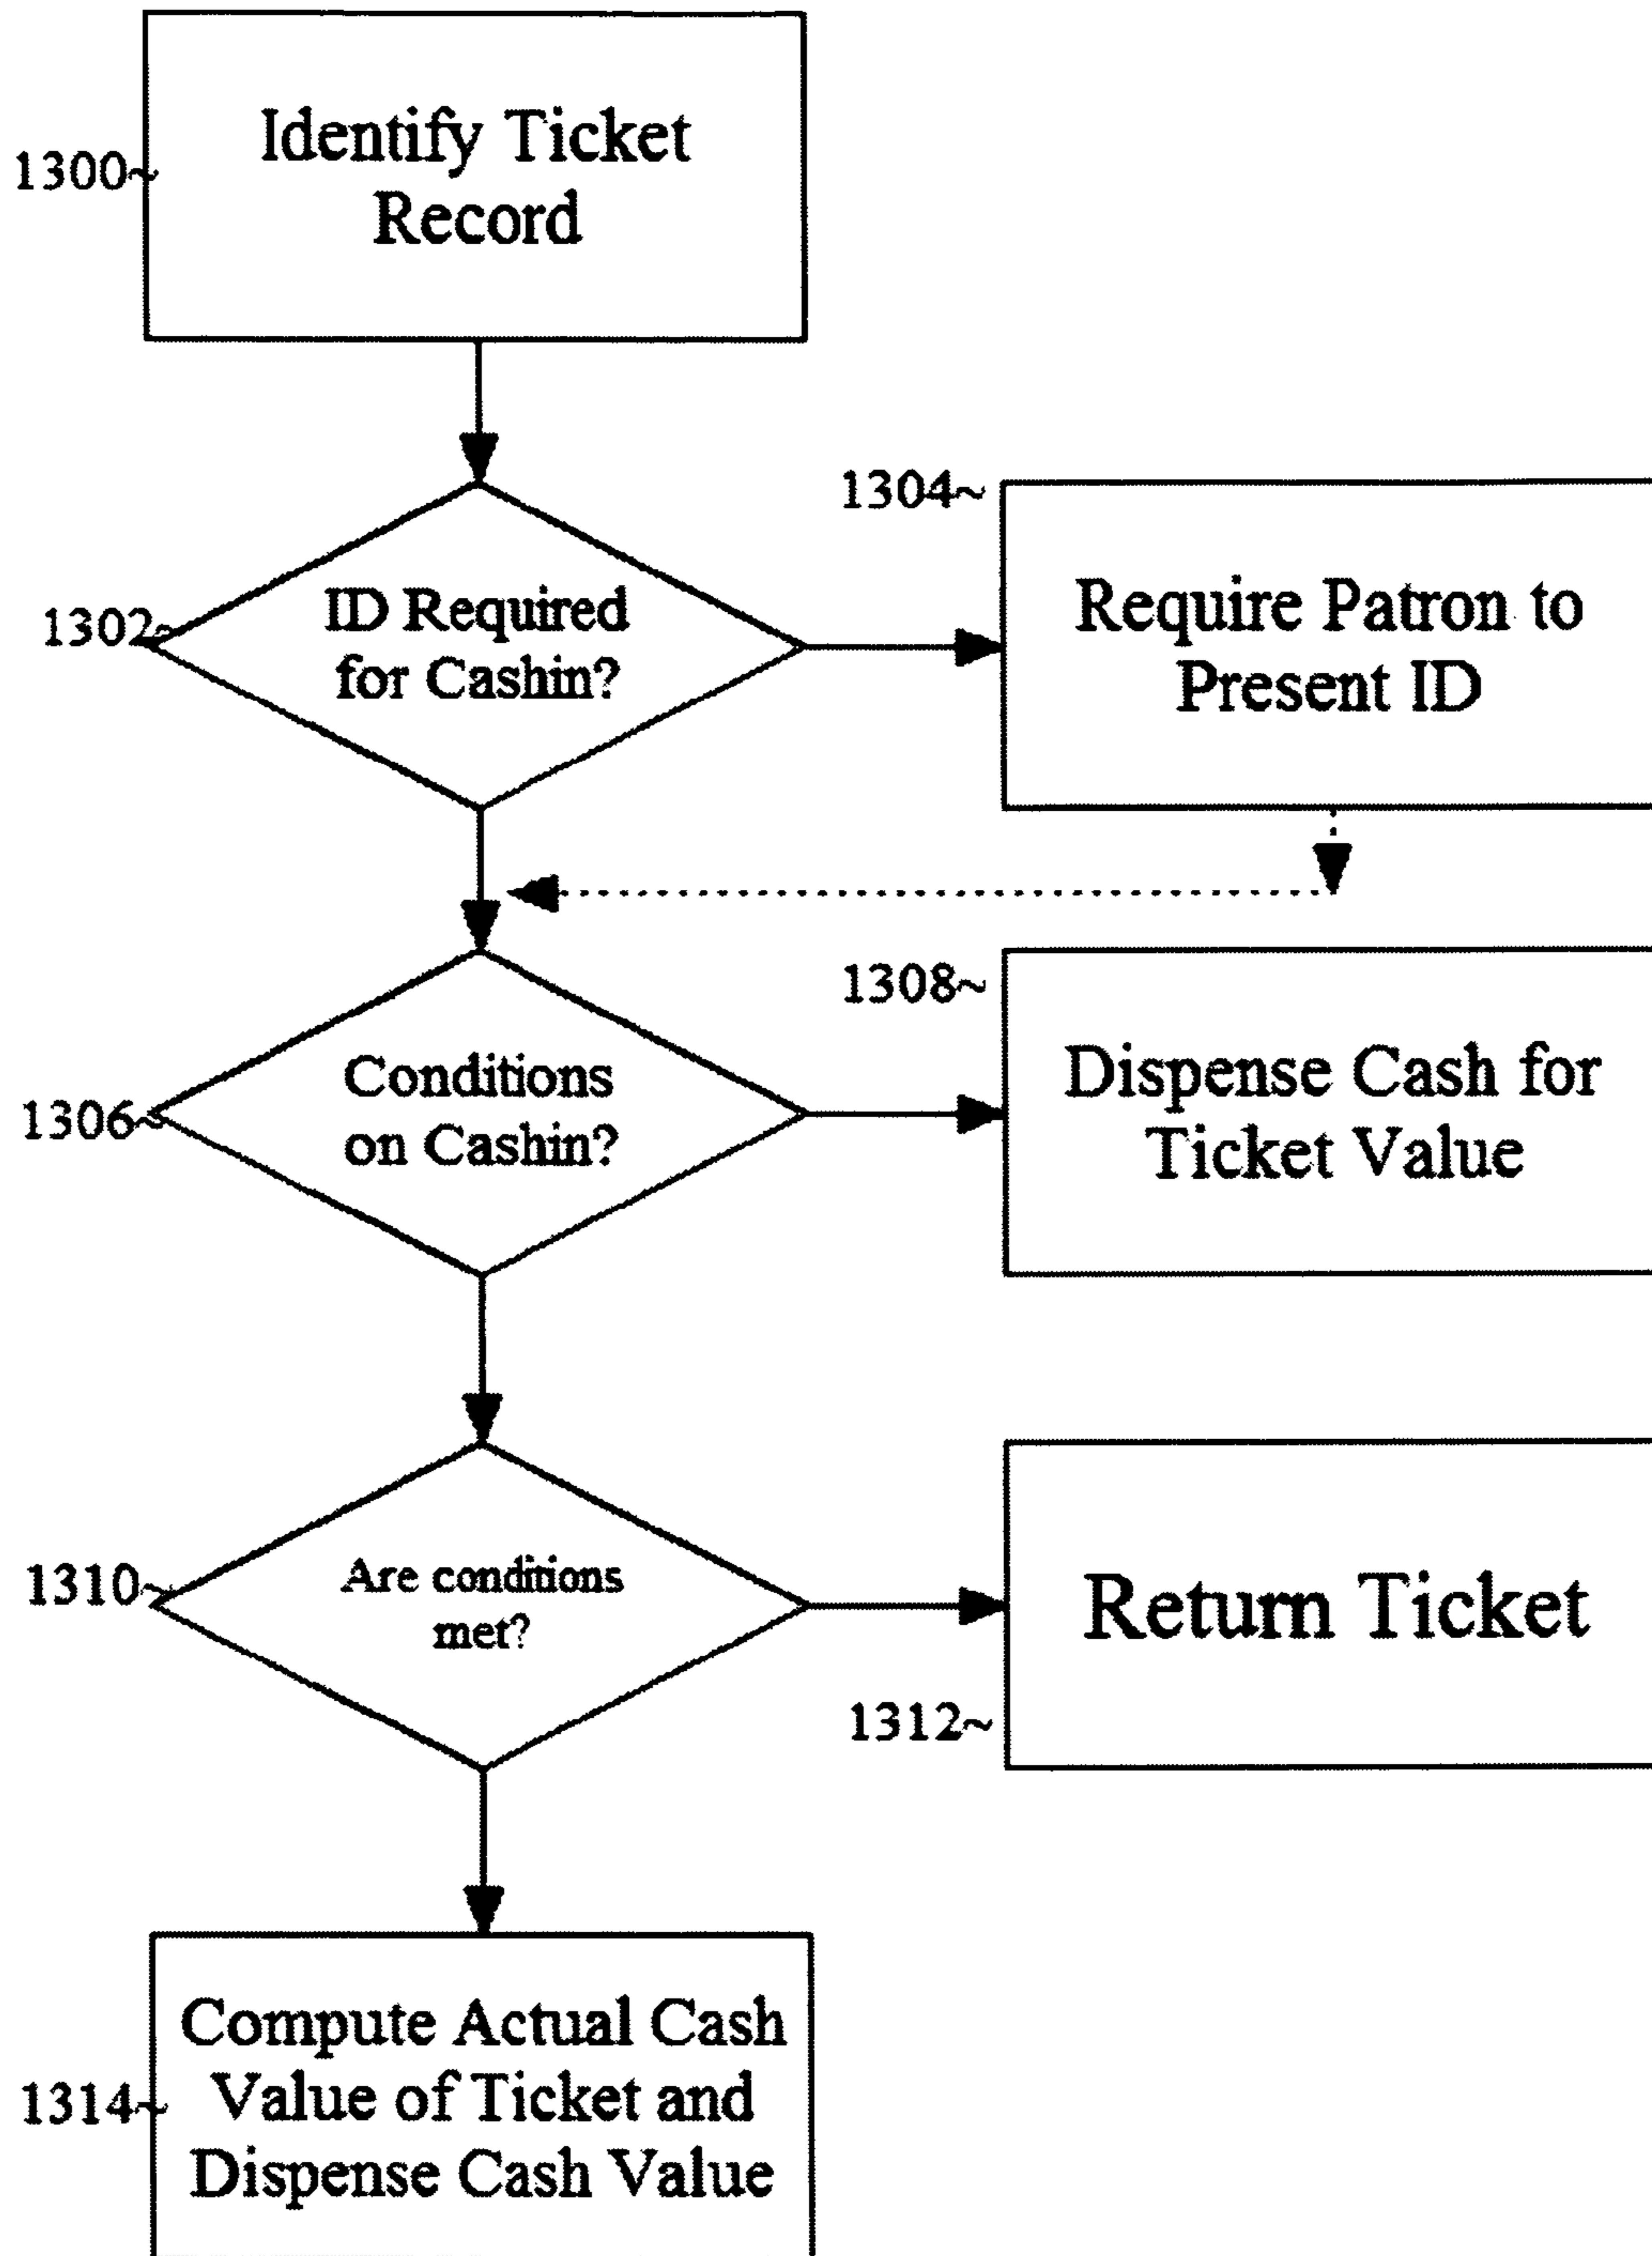 Identify Ticket
Record
1300~
1304~
ID Required
for Cashin?
1302~
Require Patron to
Present ID
1308~
Conditions
on Cashin?
1306~
Dispense Cash for
Ticket Value
Are conditions
met?
1310~
Return Ticket
1312~
Compute Actual Cash
Value of Ticket and
Dispense Cash Value
1314~